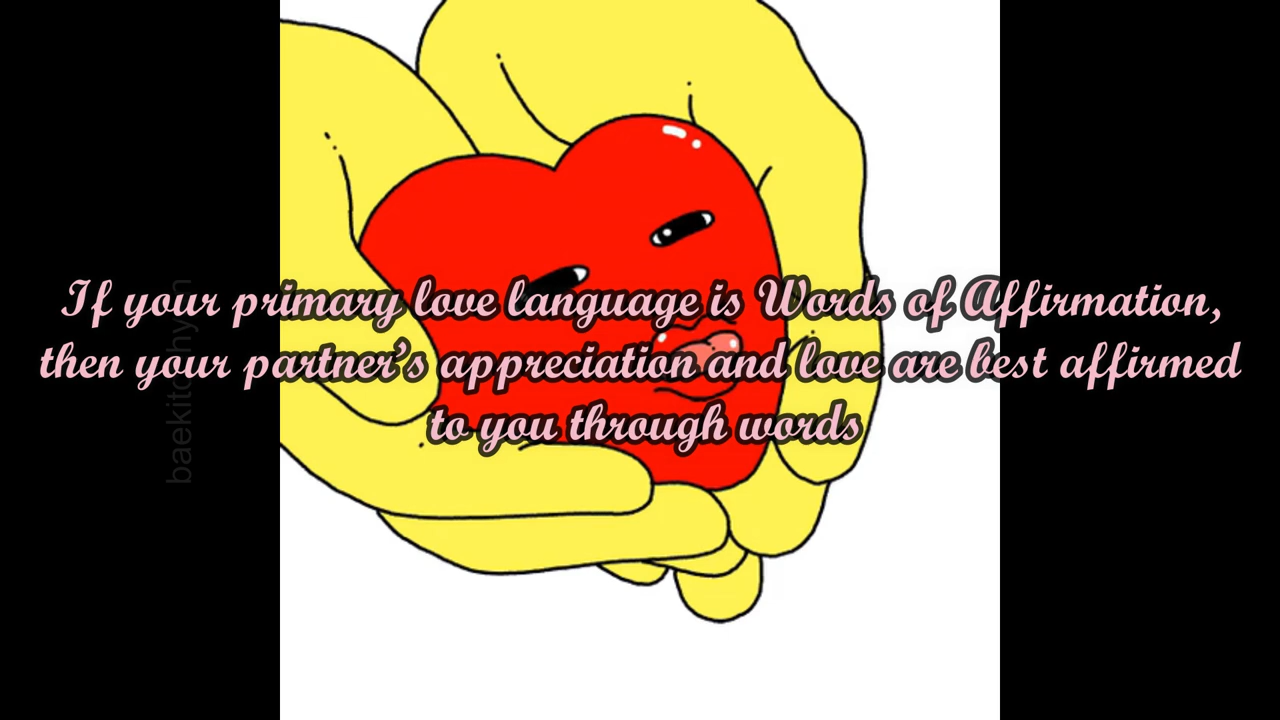 If your primary love language is Words of Affirmation,
then your partner’s appreciation and love are best affirmed
to you through words